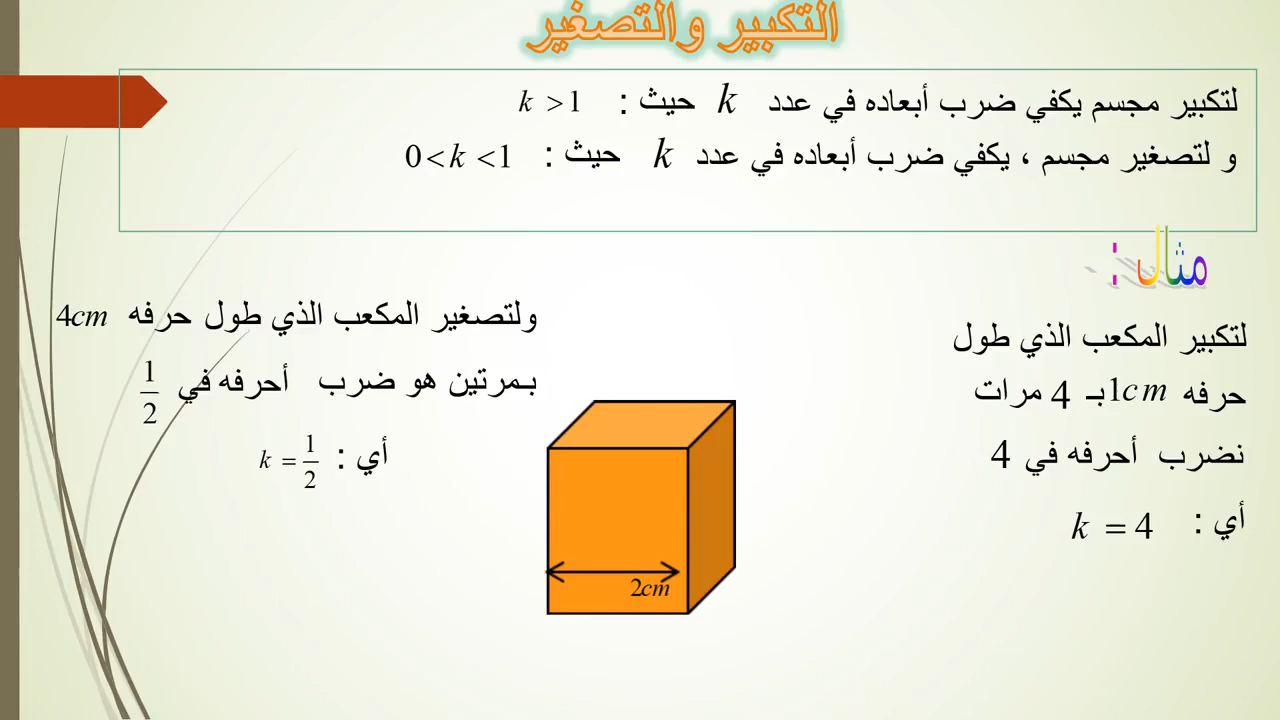 التكبير والتصغير
لتكبير مجسم يكفي ضرب أبعاده في عدد k حيث : k > 1
و لتصغير مجسم ، يكفي ضرب أبعاده في عدد k حيث : 0 < k < 1
مثال :
لتكبير المكعب الذي طول
حرفه 1cm بـ 4 مرات
نضرب أحرفه في 4
أي : k = 4
ولتصغير المكعب الذي طول حرفه 4cm
بـمرتين هو ضرب أحرفه في 1/2
أي : k = 1/2
2cm